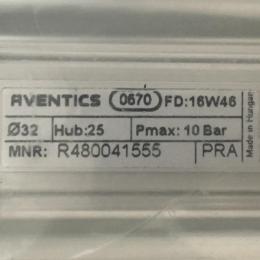 AVENTICS 0670 FD:16W46
Ø32 Hub:25 Pmax: 10 Bar
MNR: R480041555 PRA
Made in Hungary